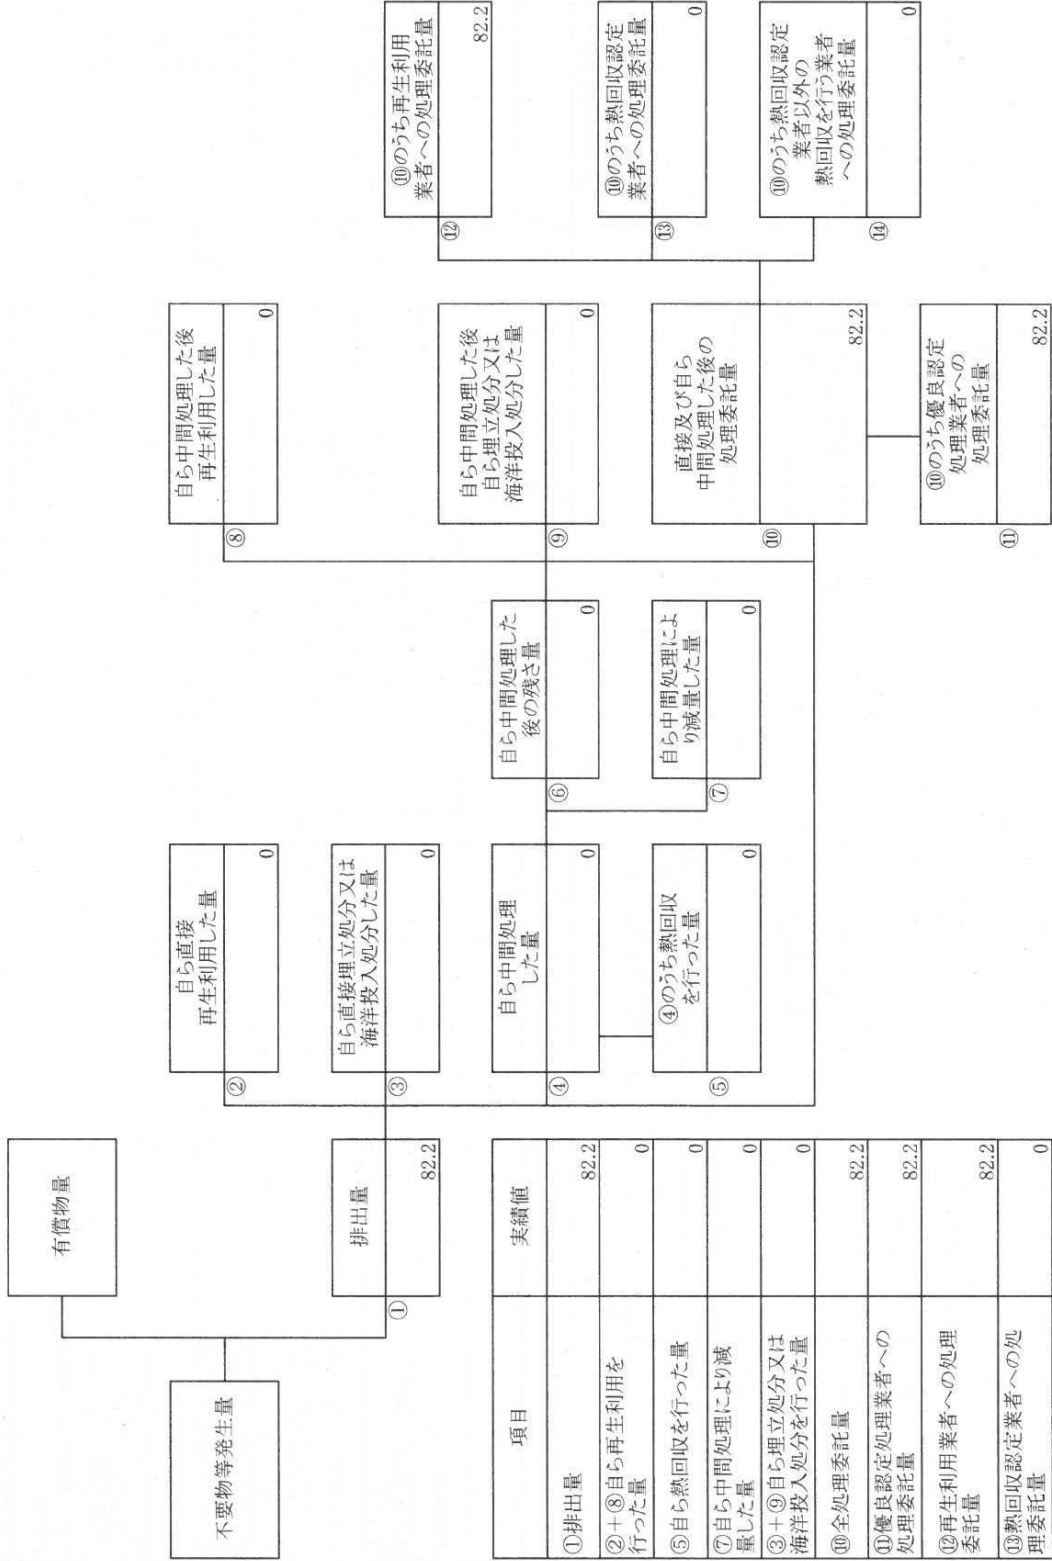 有償物量
不要物等発生量
排出量
①
82.2
自ら直接
再生利用した量
②
0
自ら直接埋立処分又は
海洋投入処分した量
③
0
自ら中間処理
した量
④
0
④のうち熱回収
を行った量
⑤
0
自ら中間処理した
後の残さ量
⑥
0
自ら中間処理によ
り減量した量
⑦
0
自ら中間処理した後
再生利用した量
⑧
0
自ら中間処理した後
自ら埋立処分又は
海洋投入処分した量
⑨
0
直接及び自ら
中間処理した後の
処理委託量
⑩
82.2
⑩のうち優良認定
処理業者への
処理委託量
⑪
82.2
⑩のうち再生利用
業者への処理委託量
⑫
82.2
⑩のうち熱回収認定
業者への処理委託量
⑬
0
⑩のうち熱回収認定
業者以外の
熱回収を行う業者
への処理委託量
⑭
0
項目 実績値
①排出量 82.2
②+⑧自ら再生利用を
行った量 0
⑤自ら熱回収を行った量 0
⑦自ら中間処理により減
量した量 0
③+⑨自ら埋立処分又は
海洋投入処分を行った量 0
⑩全処理委託量 82.2
⑪優良認定処理業者への
処理委託量 82.2
⑫再生利用業者への処理
委託量 82.2
⑬熱回収認定業者への処
理委託量 0